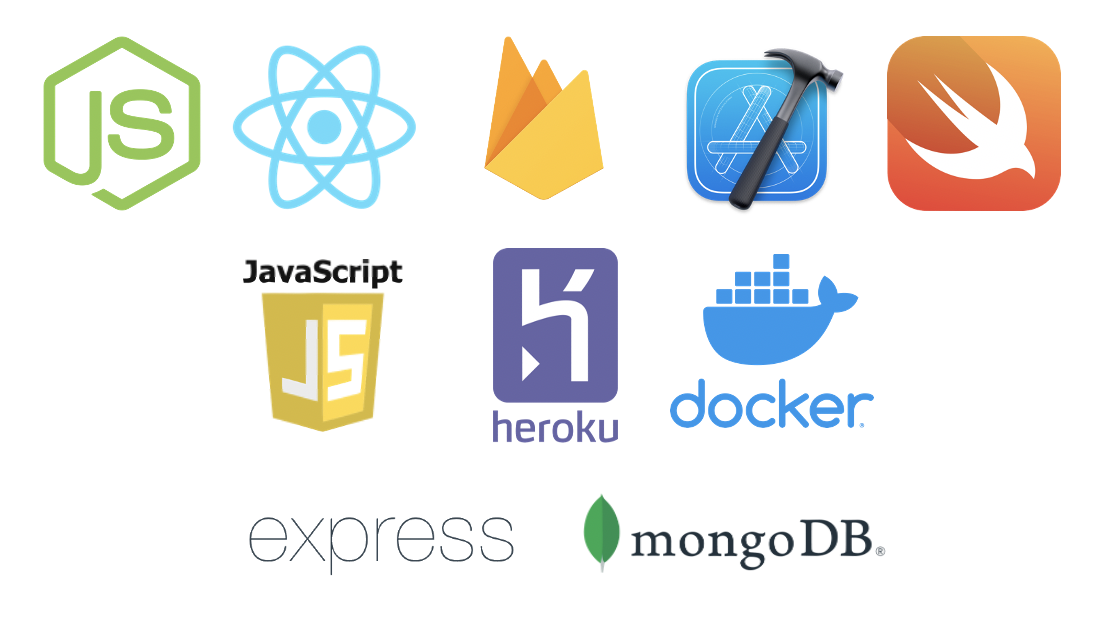 JS
JavaScript
JS
heroku
docker
express
mongoDB®